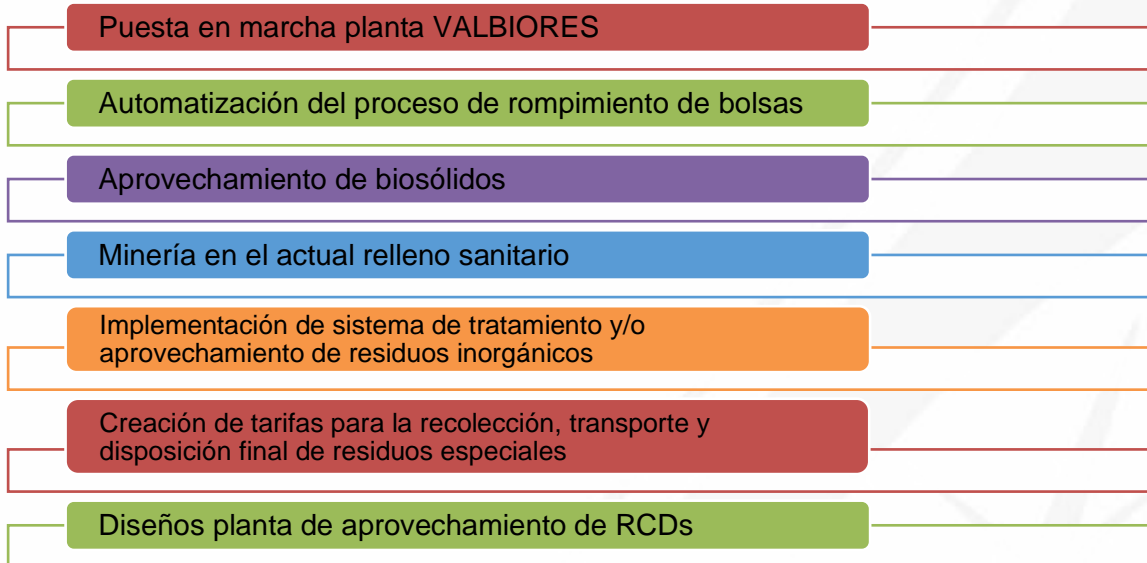 Puesta en marcha planta VALBIORES
Automatización del proceso de rompimiento de bolsas
Aprovechamiento de biosólidos
Minería en el actual relleno sanitario
Implementación de sistema de tratamiento y/o
aprovechamiento de residuos inorgánicos
Creación de tarifas para la recolección, transporte y
disposición final de residuos especiales
Diseños planta de aprovechamiento de RCDs